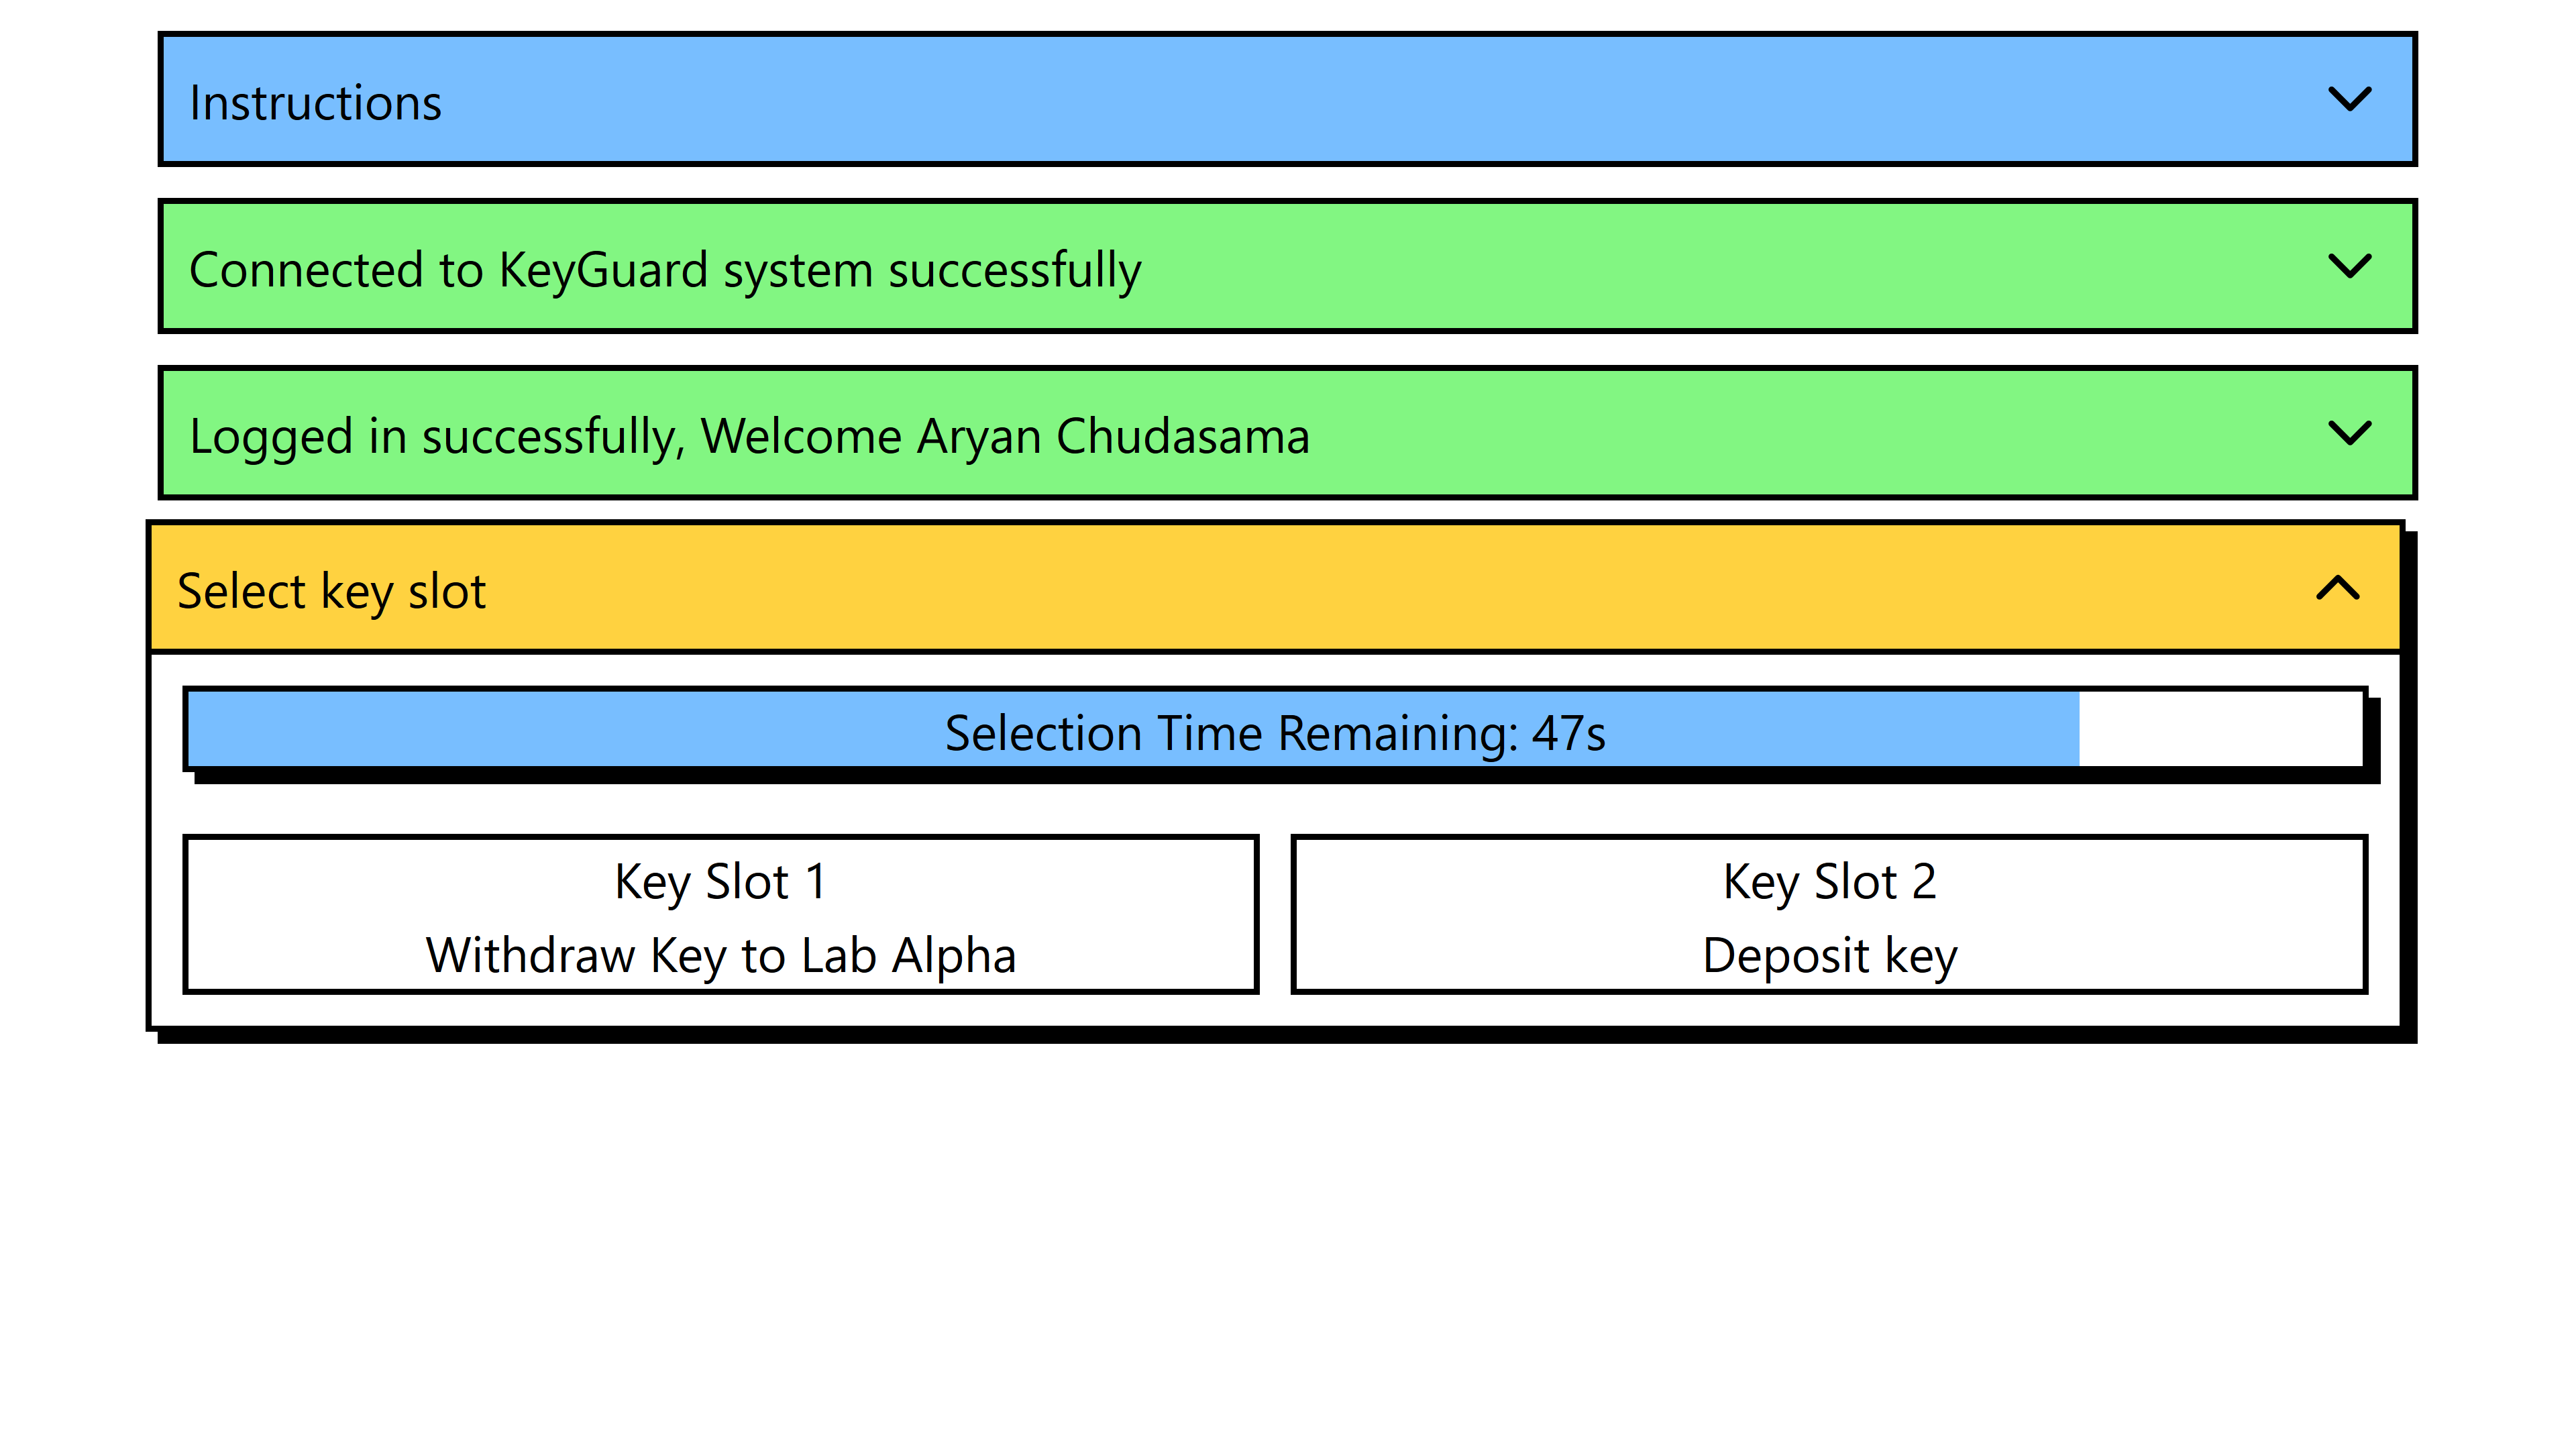 Instructions
Connected to KeyGuard system successfully
Logged in successfully, Welcome Aryan Chudasama
Select key slot
Selection Time Remaining: 47s
Key Slot 1
Withdraw Key to Lab Alpha
Key Slot 2
Deposit key